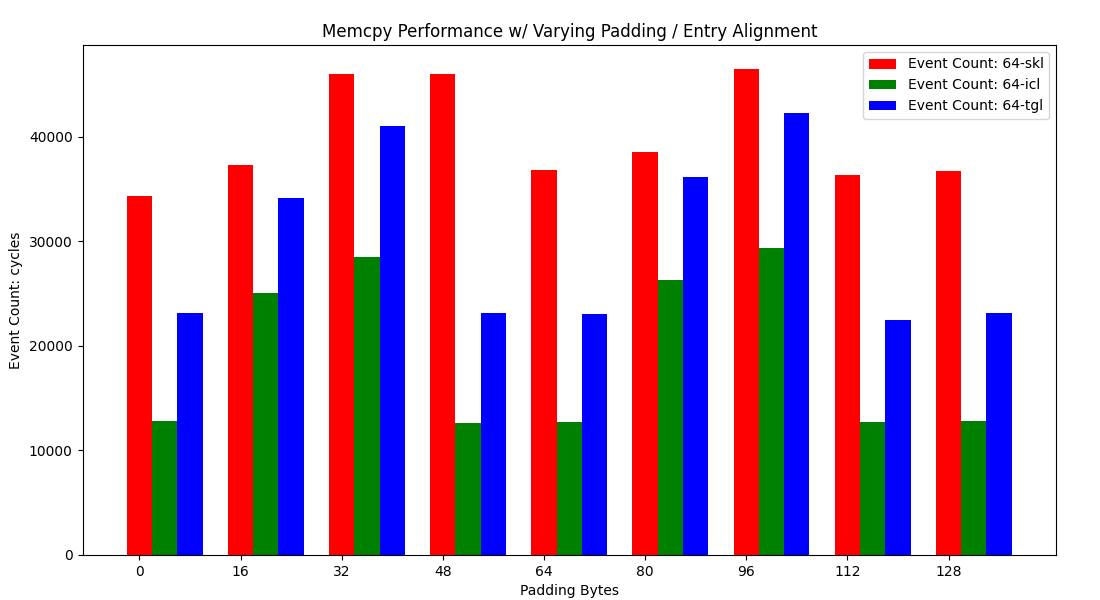 Memcpy Performance w/ Varying Padding / Entry Alignment
Event Count: 64-skl
Event Count: 64-icl
Event Count: 64-tgl
Event Count: cycles
40000
30000
20000
10000
0
0 16 32 48 64 80 96 112 128
Padding Bytes